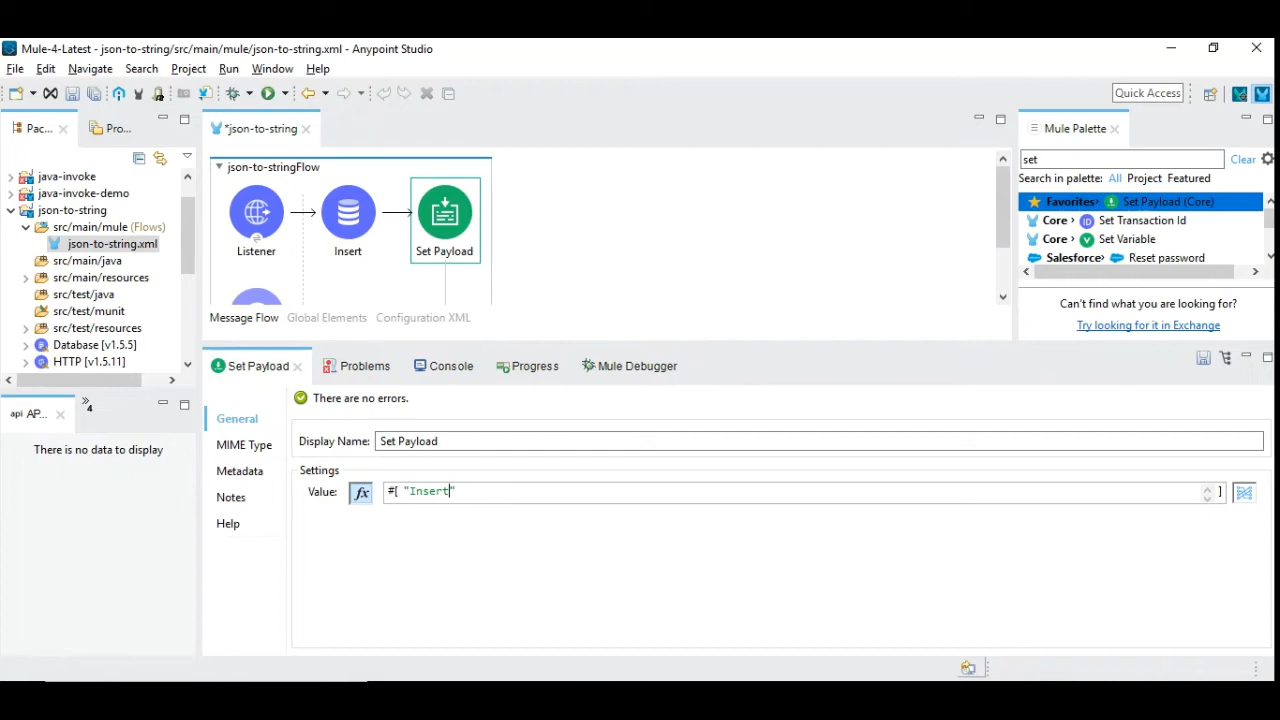 Mule-4-Latest - json-to-string/src/main/mule/json-to-string.xml - Anypoint Studio
File Edit Navigate Search Project Run Window Help
Quick Access
Pac...
Pro...
java-invoke
java-invoke-demo
json-to-string
src/main/mule (Flows)
json-to-string.xml
src/main/java
src/main/resources
src/test/java
src/test/munit
src/test/resources
Database [v1.5.5]
HTTP [v1.5.11]
api AP...
4
There is no data to display
*json-to-string
json-to-stringFlow
Listener
Insert
Set Payload
Message Flow Global Elements Configuration XML
Mule Palette
set
Clear
Search in palette: All Project Featured
Favorites› Set Payload (Core)
Core › ID Set Transaction Id
Core › V Set Variable
Salesforce› Reset password
Can't find what you are looking for?
Try looking for it in Exchange
Set Payload Problems Console Progress Mule Debugger
There are no errors.
General
MIME Type
Metadata
Notes
Help
Display Name: Set Payload
Settings
Value: fx #[ "Insert" ]